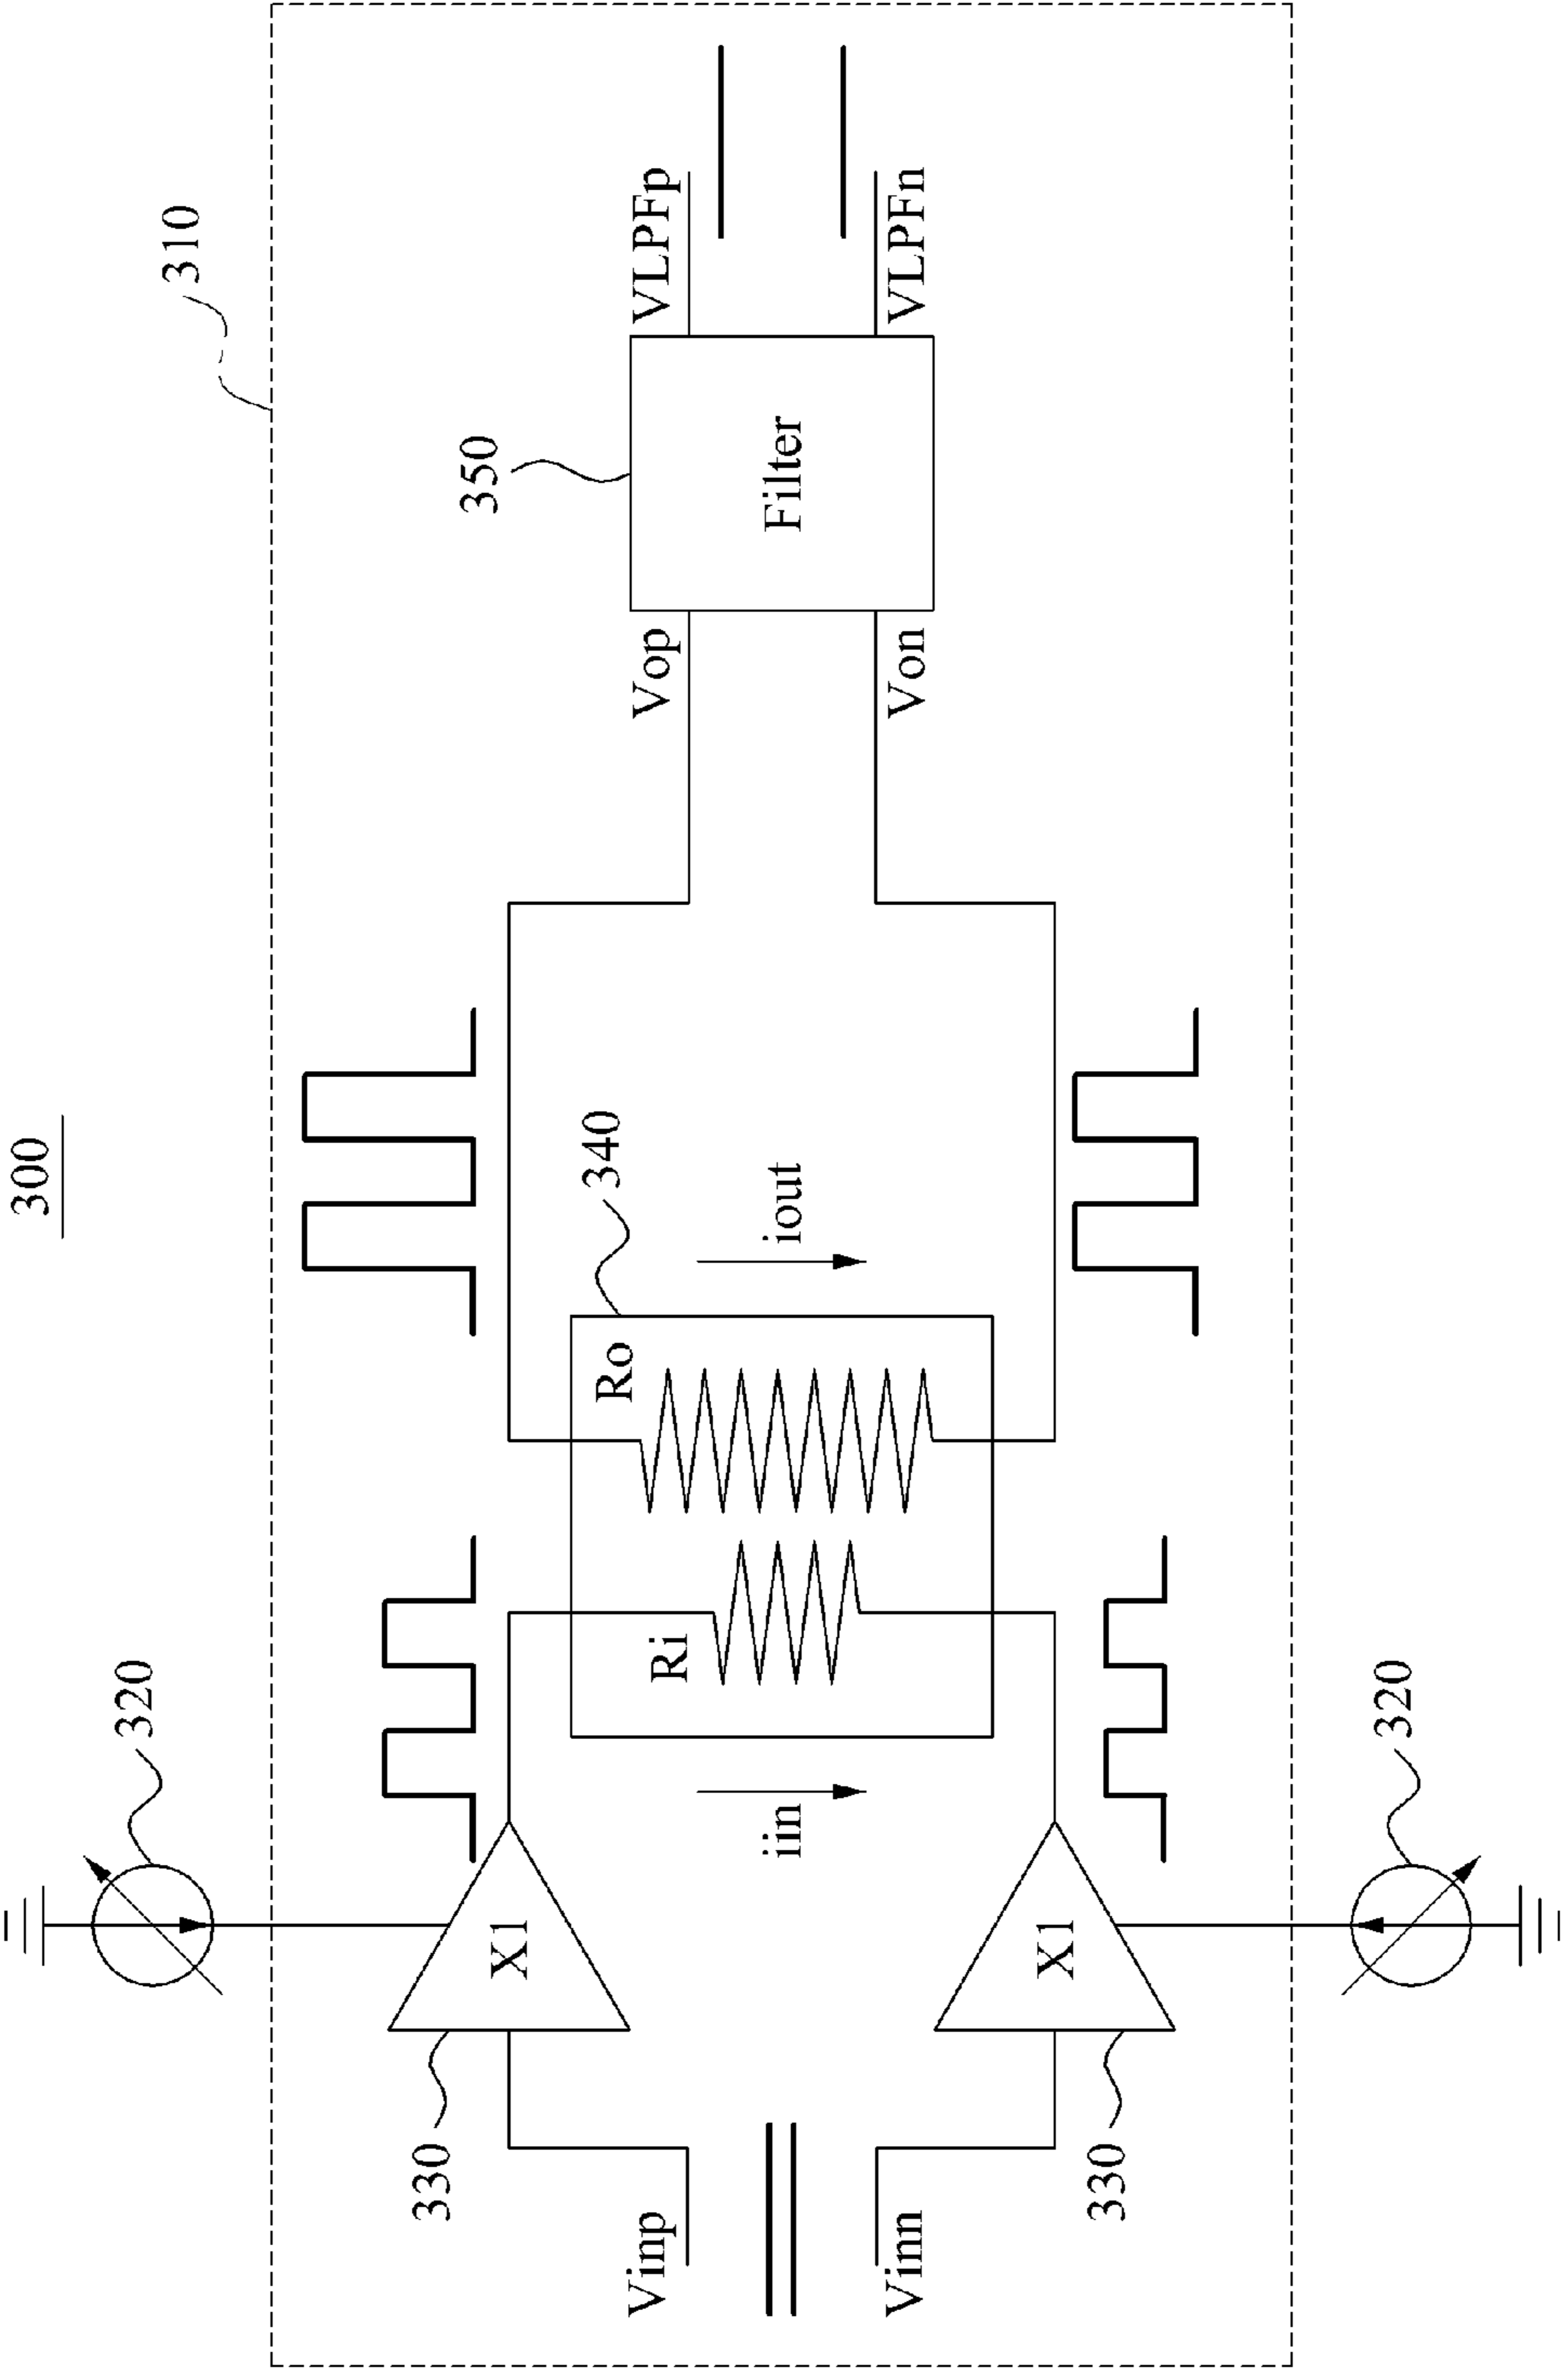 300
310
320
330
X1
Vinp
iin
Ri
Ro
340
iout
Vop
Von
350
Filter
VLPFp
VLPFn
Vinn
X1
330
320